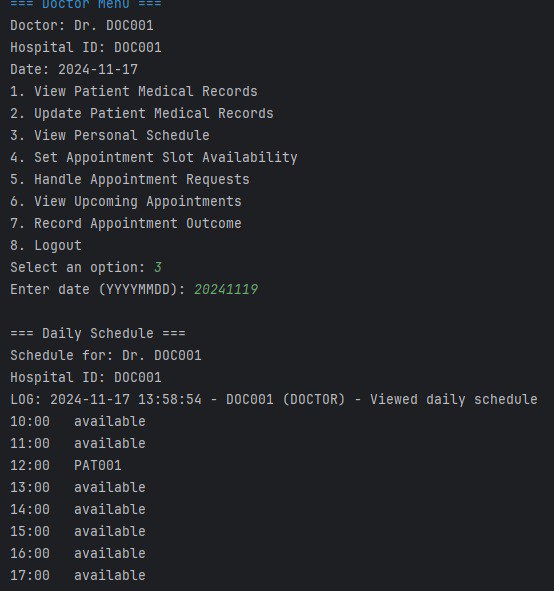 === Doctor Menu ===
Doctor: Dr. DOC001
Hospital ID: DOC001
Date: 2024-11-17
1. View Patient Medical Records
2. Update Patient Medical Records
3. View Personal Schedule
4. Set Appointment Slot Availability
5. Handle Appointment Requests
6. View Upcoming Appointments
7. Record Appointment Outcome
8. Logout
Select an option: 3
Enter date (YYYYMMDD): 20241119
=== Daily Schedule ===
Schedule for: Dr. DOC001
Hospital ID: DOC001
LOG: 2024-11-17 13:58:54 - DOC001 (DOCTOR) - Viewed daily schedule
10:00 available
11:00 available
12:00 PAT001
13:00 available
14:00 available
15:00 available
16:00 available
17:00 available